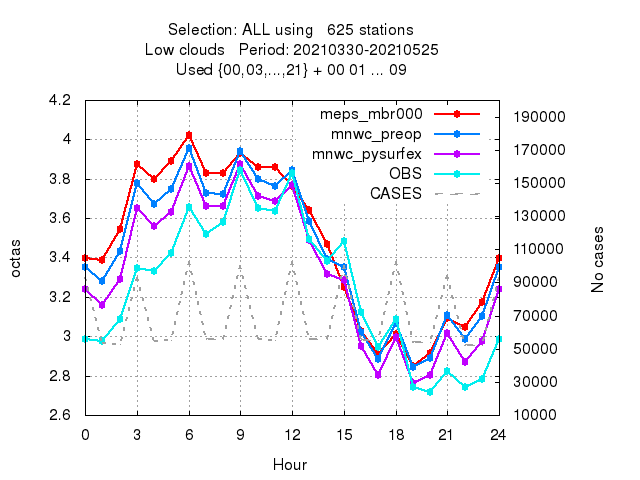 Selection: ALL using   625 stations
Low clouds   Period: 20210330-20210525
Used {00,03,...,21} + 00 01 ... 09
4.2
4
3.8
3.6
3.4
3.2
3
2.8
2.6
octas
meps_mbr000
mnwc_preop
mnwc_pysurfex
OBS
CASES
190000
170000
150000
130000
110000
90000
70000
50000
30000
10000
No cases
0 3 6 9 12 15 18 21 24
Hour